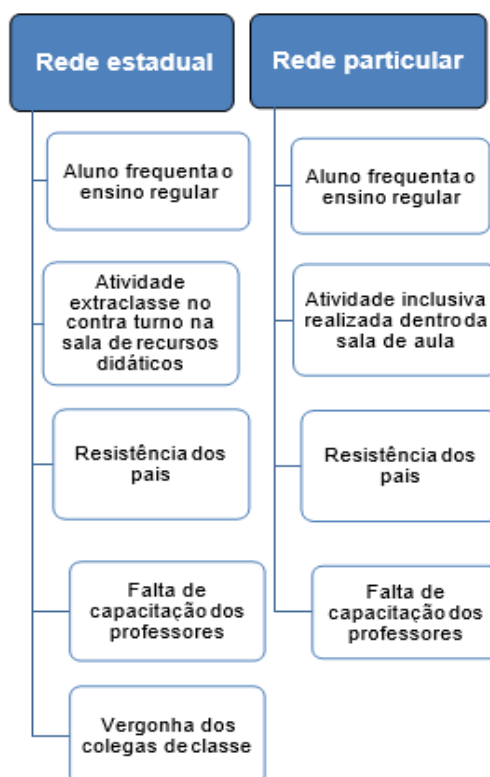 Rede estadual
Aluno frequenta o
ensino regular
Atividade
extraclasse no
contra turno na
sala de recursos
didáticos
Resistência dos
pais
Falta de
capacitação dos
professores
Vergonha dos
colegas de classe
Rede particular
Aluno frequenta o
ensino regular
Atividade inclusiva
realizada dentro da
sala de aula
Resistência dos
pais
Falta de
capacitação dos
professores